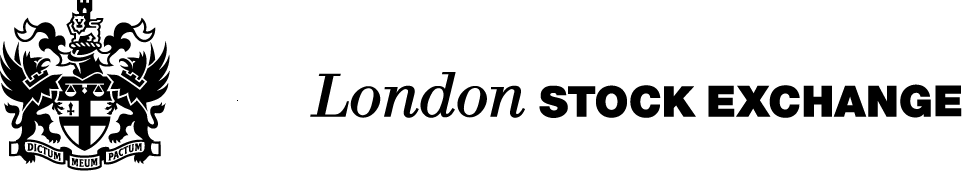 London STOCK EXCHANGE
DICTUM MEUM PACTUM